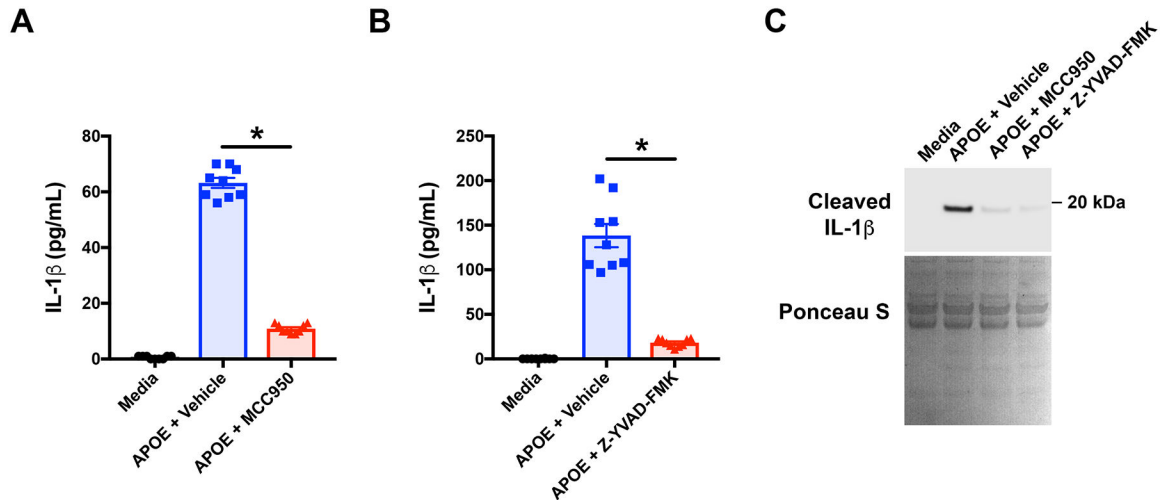 A
IL-1β (pg/mL)
80
60
40
20
0
Media
APOE + Vehicle
APOE + MCC950
*
B
IL-1β (pg/mL)
250
200
150
100
50
0
Media
APOE + Vehicle
APOE + Z-YVAD-FMK
*
C
Media
APOE + Vehicle
APOE + MCC950
APOE + Z-YVAD-FMK
Cleaved
IL-1β
20 kDa
Ponceau S